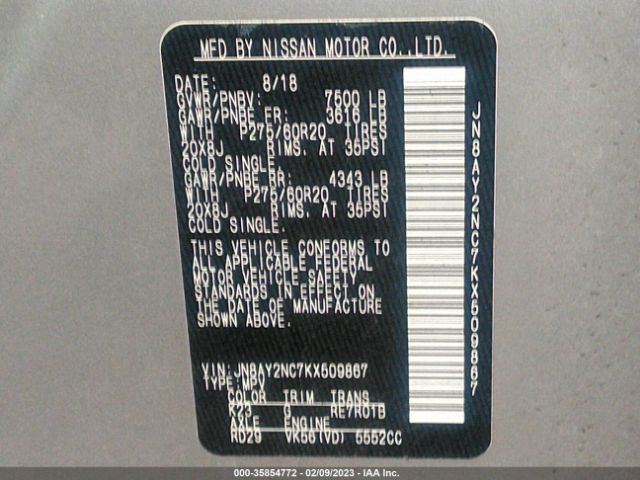 MFD BY NISSAN MOTOR CO.,LTD.
DATE: 8/18
GVWR/PNBV: 7500 LB
GAWR/PNBE FR: 3616 LB
WITH P275/60R20 TIRES
20X8J RIMS. AT 35PSI
COLD SINGLE.
GAWR/PNBE RR: 4343 LB
WITH P275/60R20 TIRES
20X8J RIMS. AT 35PSI
COLD SINGLE.
THIS VEHICLE CONFORMS TO
ALL APPLICABLE FEDERAL
MOTOR VEHICLE SAFETY
STANDARDS IN EFFECT ON
THE DATE OF MANUFACTURE
SHOWN ABOVE.
VIN:JN8AY2NC7KX509867
TYPE:MPV
COLOR TRIM TRANS
K23 G RE7R01B
AXLE ENGINE
RD29 VK56(VD) 5552CC
JN8AY2NC7KX509867
000-35854772 - 02/09/2023 - IAA Inc.